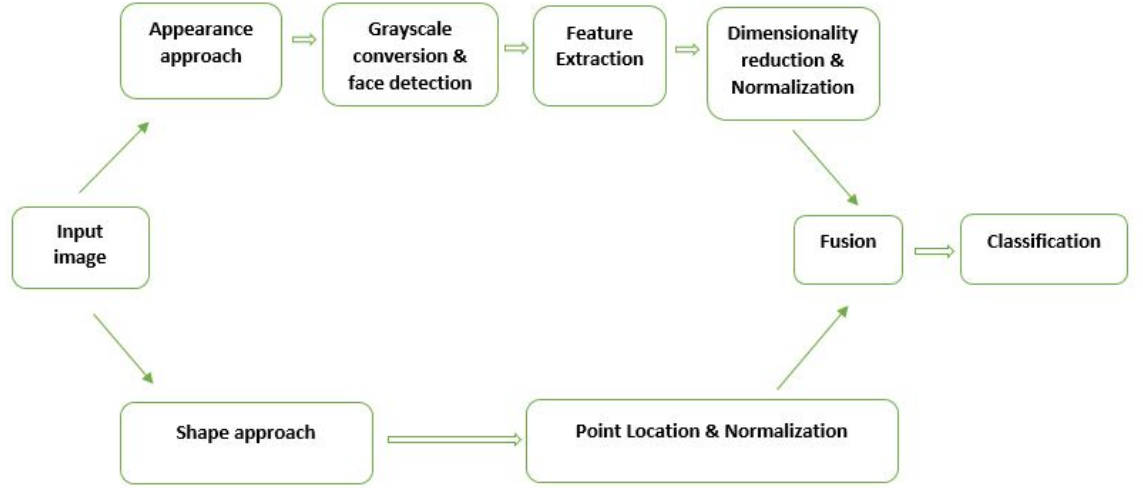 Appearance
approach
Grayscale
conversion &
face detection
Feature
Extraction
Dimensionality
reduction &
Normalization
Input
image
Fusion
Classification
Shape approach
Point Location & Normalization